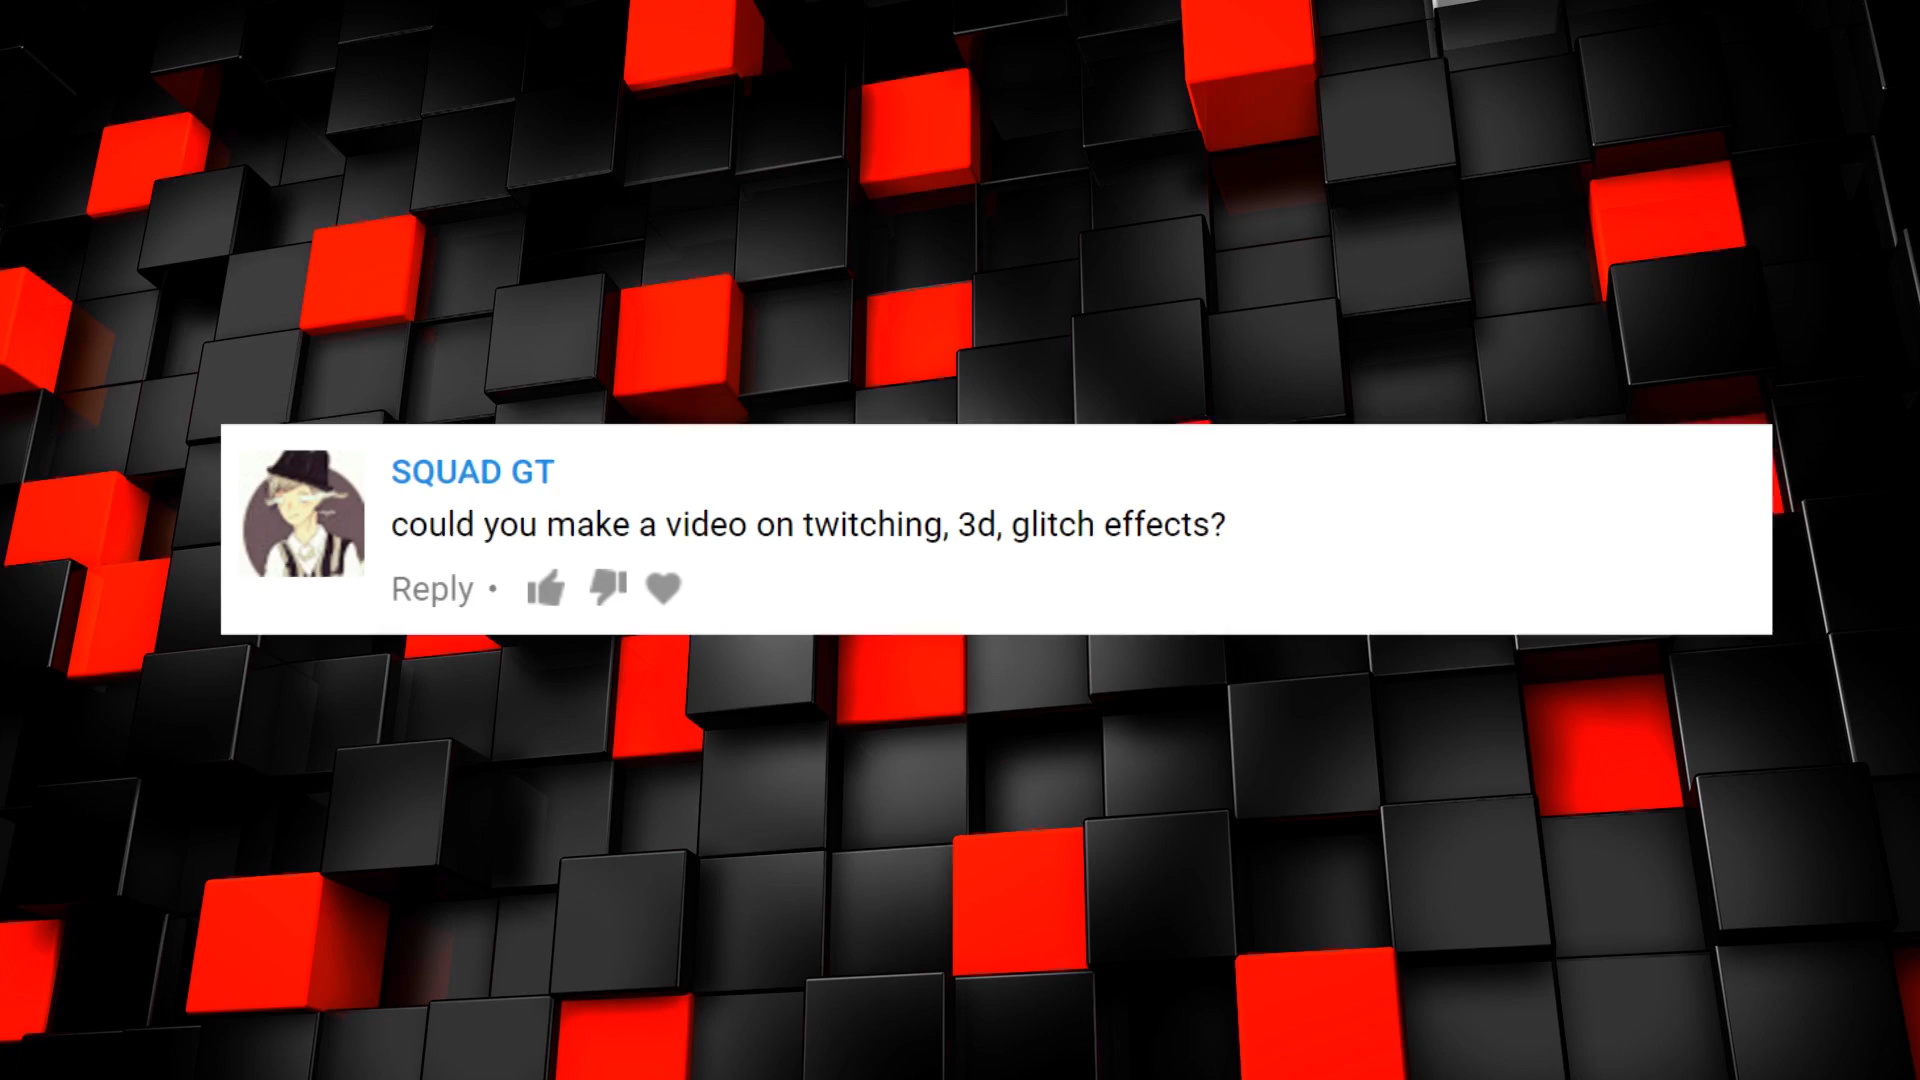 SQUAD GT
could you make a video on twitching, 3d, glitch effects?
Reply •